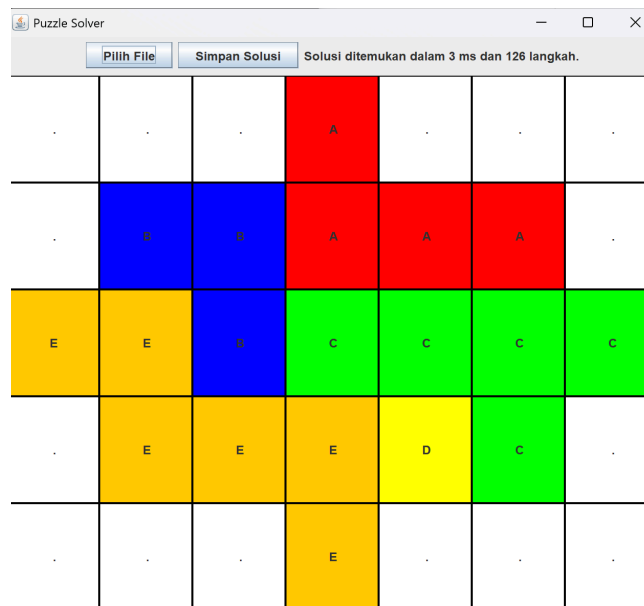 Puzzle Solver
Pilih File Simpan Solusi Solusi ditemukan dalam 3 ms dan 126 langkah.
. . . A . . .
. B B A A A .
E E B C C C C
. E E E D C .
. . . E . . .